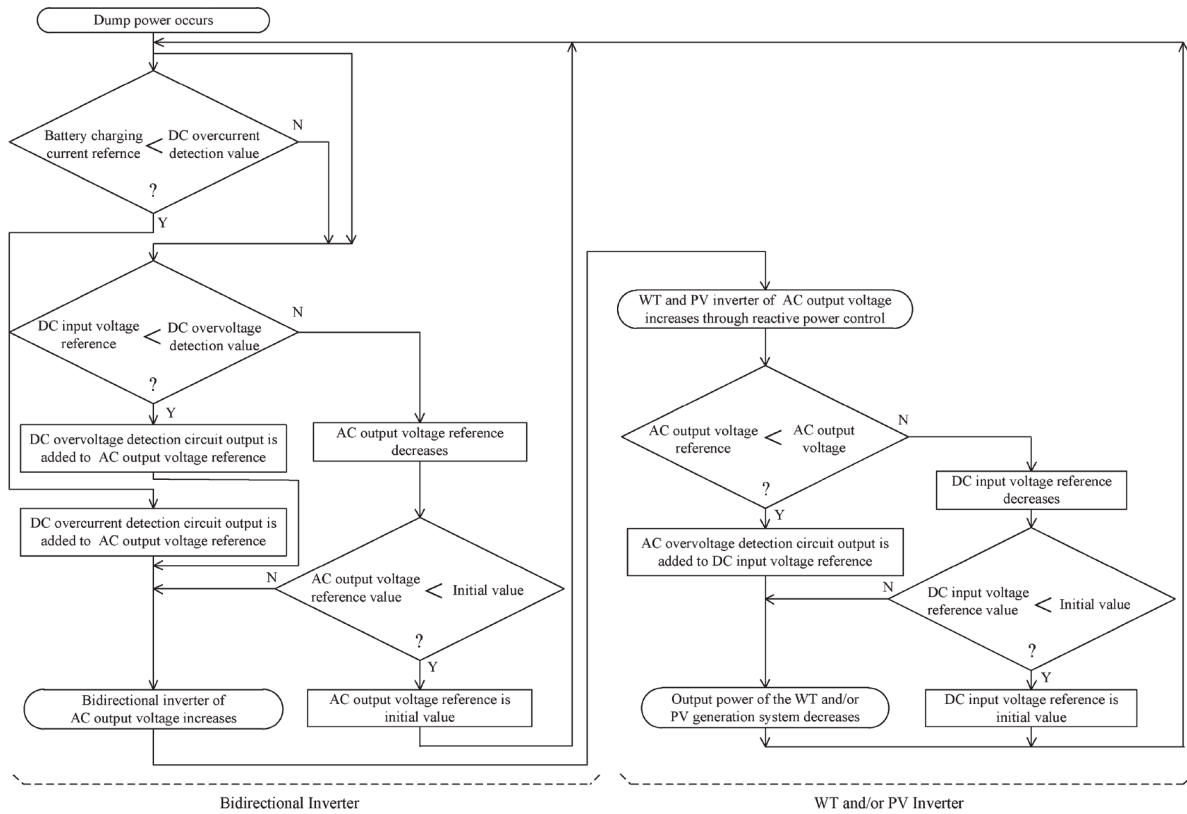 Dump power occurs
Battery charging
current refernce
<
DC overcurrent
detection value
?
N
Y
DC input voltage
reference
<
DC overvoltage
detection value
?
N
Y
DC overvoltage detection circuit output is
added to AC output voltage reference
DC overcurrent detection circuit output is
added to AC output voltage reference
AC output voltage reference
decreases
AC output voltage
reference value
<
Initial value
?
N
Y
AC output voltage reference is
initial value
Bidirectional inverter of
AC output voltage increases
Bidirectional Inverter
WT and PV inverter of AC output voltage
increases through reactive power control
AC output voltage
reference
<
AC output
voltage
?
N
Y
AC overvoltage detection circuit output is
added to DC input voltage reference
DC input voltage reference
decreases
DC input voltage
reference value
<
Initial value
?
N
Y
DC input voltage reference is
initial value
Output power of the WT and/or
PV generation system decreases
WT and/or PV Inverter